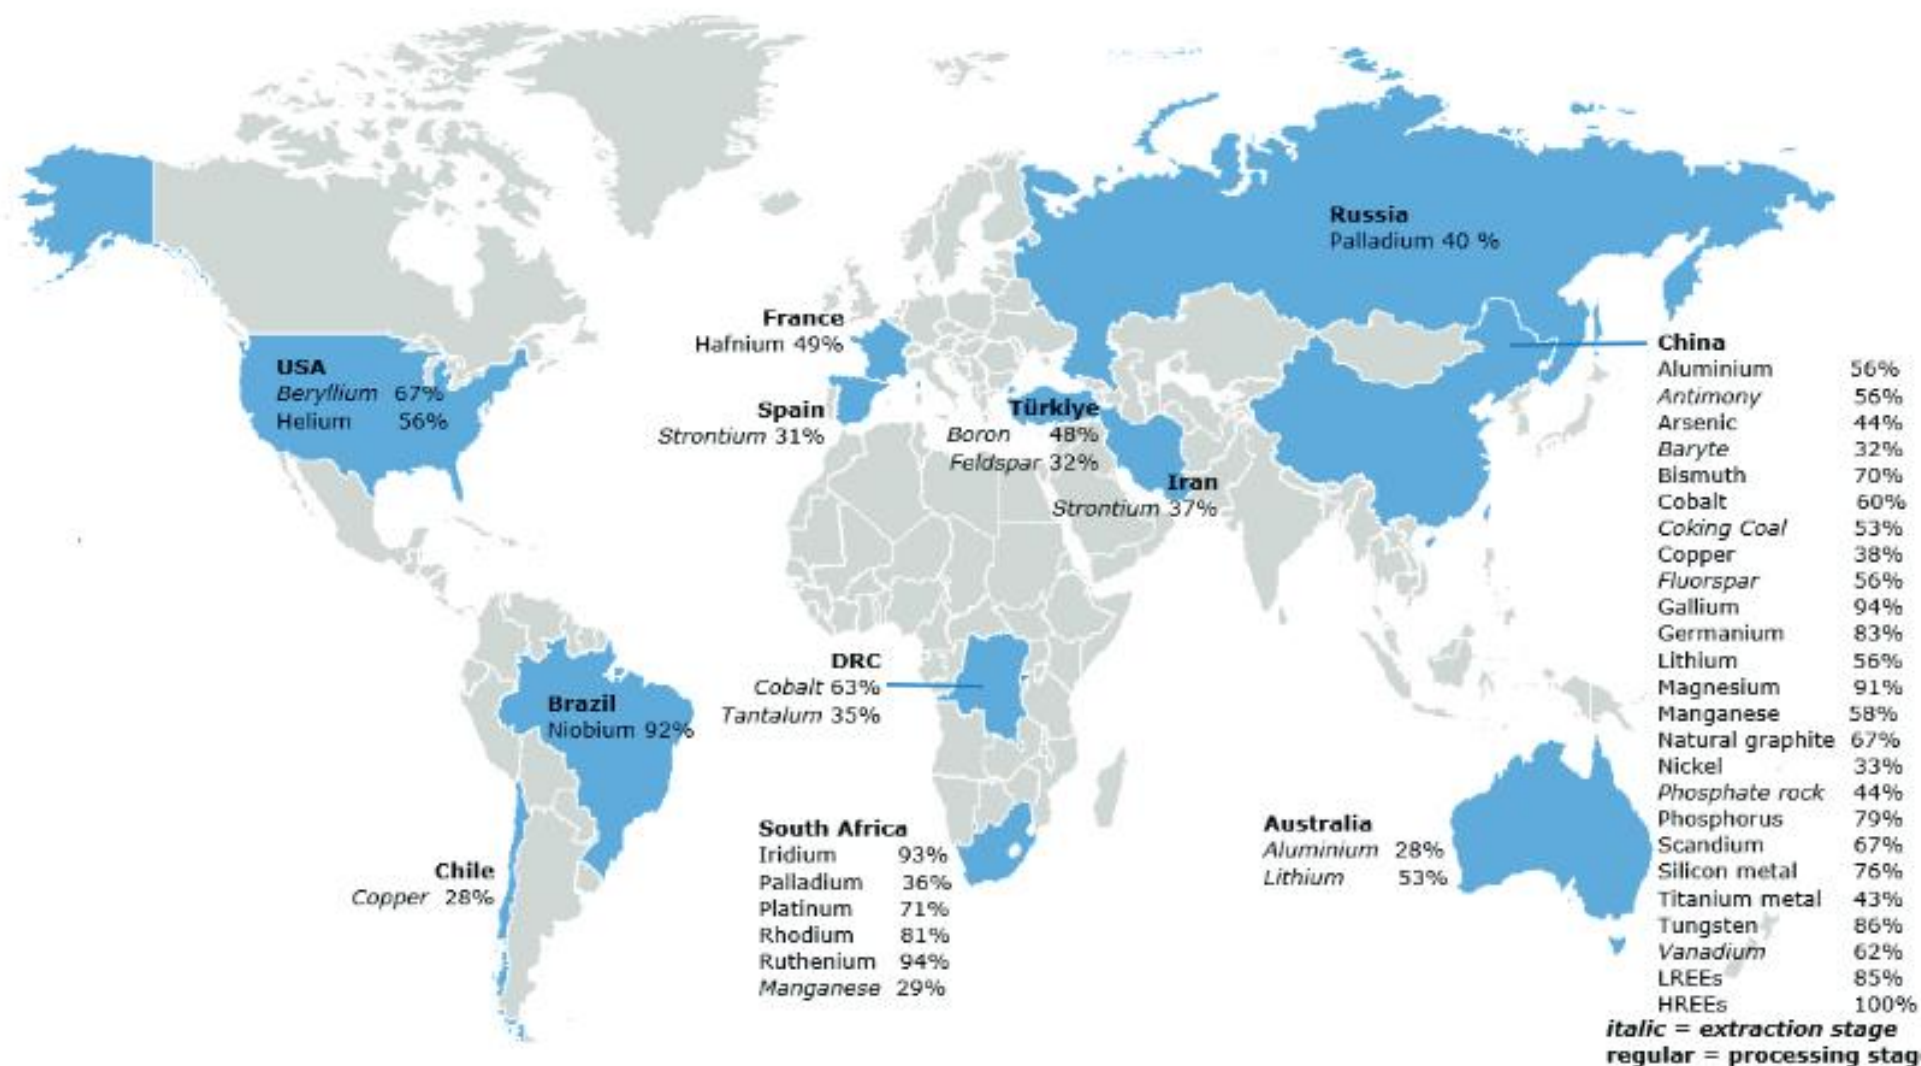 Russia
Palladium 40 %
France
Hafnium 49%
USA
Beryllium 67%
Helium 56%
Spain
Strontium 31%
Türkiye
Boron 48%
Feldspar 32%
Iran
Strontium 37%
China
Aluminium 56%
Antimony 56%
Arsenic 44%
Baryte 32%
Bismuth 70%
Cobalt 60%
Coking Coal 53%
Copper 38%
Fluorspar 56%
Gallium 94%
Germanium 83%
Lithium 56%
Magnesium 91%
Manganese 58%
Natural graphite 67%
Nickel 33%
Phosphate rock 44%
Phosphorus 79%
Scandium 67%
Silicon metal 76%
Titanium metal 43%
Tungsten 86%
Vanadium 62%
LREEs 85%
HREEs 100%
DRC
Cobalt 63%
Tantalum 35%
Brazil
Niobium 92%
South Africa
Iridium 93%
Palladium 36%
Platinum 71%
Rhodium 81%
Ruthenium 94%
Manganese 29%
Australia
Aluminium 28%
Lithium 53%
Chile
Copper 28%
italic = extraction stage
regular = processing stag